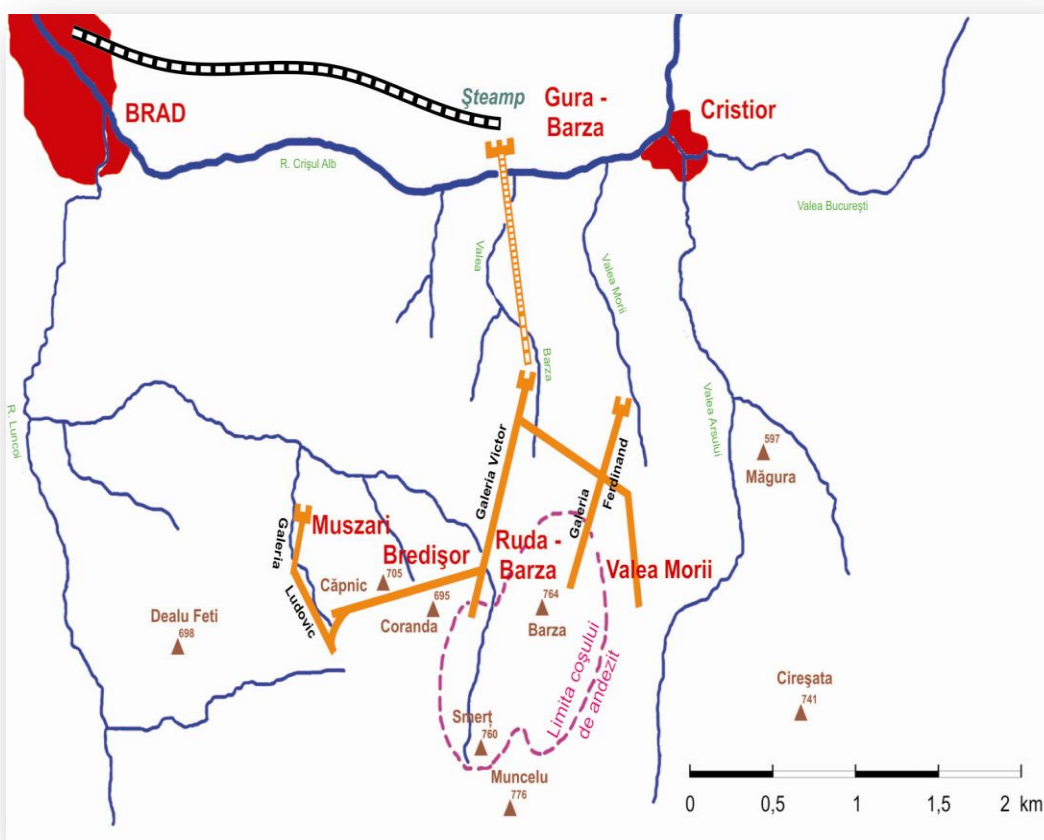 BRAD
Şteamp
Gura -
Barza
Cristior
R. Crişul Alb
Valea Bucureşti
Valea
Valea Morii
Barza
R. Luncoi
Valea Arsului
Galeria Victor
Galeria
Ferdinand
597
Măgura
Galeria
Muszari
Bredişor
Ruda -
Barza
Valea Morii
Căpnic
705
695
Coranda
764
Barza
Ludovic
Dealu Feti
698
Limita coşului
de andezit
Cireşata
741
Smerţ
760
Muncelu
776
0 0,5 1 1,5 2 km